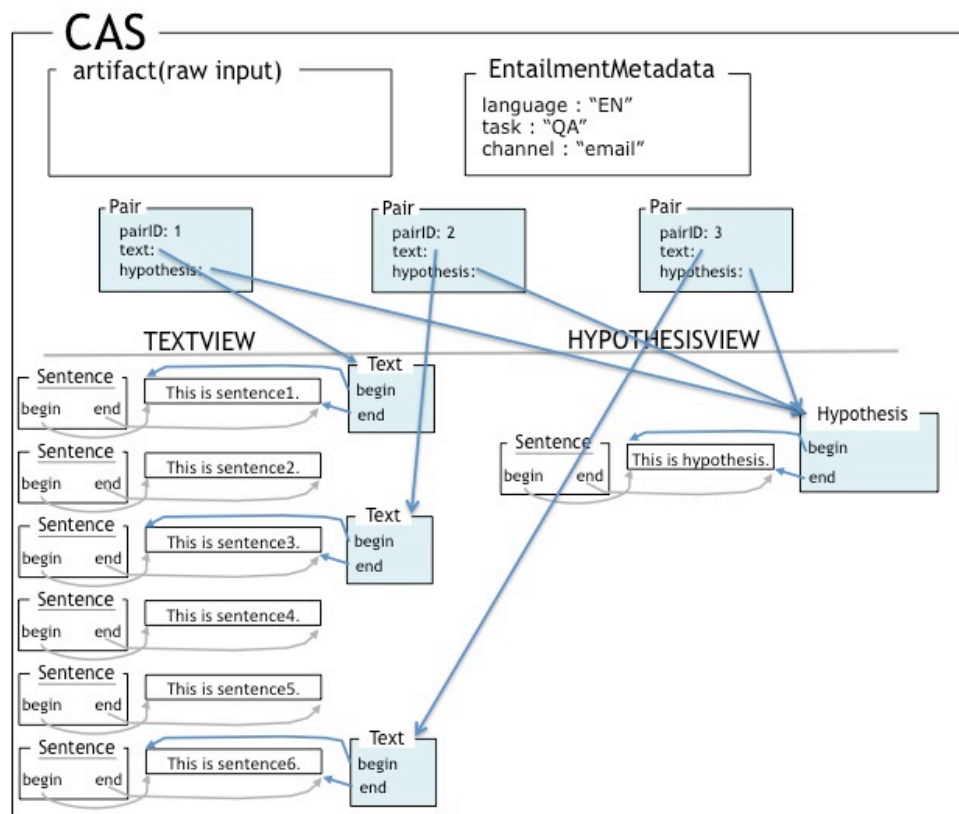 CAS
artifact(raw input)
EntailmentMetadata
language : "EN"
task : "QA"
channel : "email"
Pair
pairID: 1
text:
hypothesis:
Pair
pairID: 2
text:
hypothesis:
Pair
pairID: 3
text:
hypothesis:
TEXTVIEW
HYPOTHESISVIEW
Sentence
begin end
This is sentence1.
Text
begin
end
Sentence
begin end
This is sentence2.
Sentence
begin end
This is sentence3.
Text
begin
end
Sentence
begin end
This is sentence4.
Sentence
begin end
This is sentence5.
Sentence
begin end
This is sentence6.
Text
begin
end
Sentence
begin end
This is hypothesis.
Hypothesis
begin
end